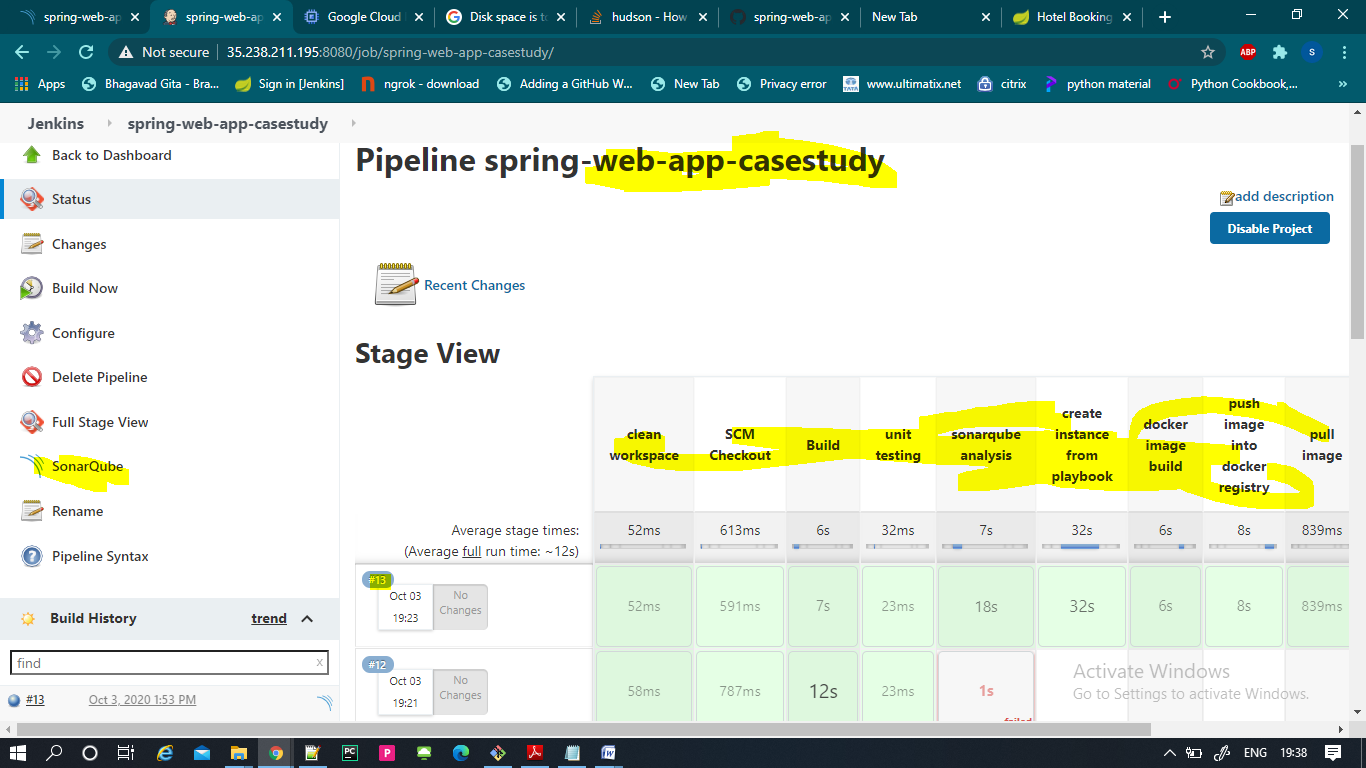 spring-web-ap
spring-web-ap
Google Cloud
Disk space is t
hudson - How
spring-web-ap
New Tab
Hotel Booking
Not secure
35.238.211.195:8080/job/spring-web-app-casestudy/
ABP
S
Apps
Bhagavad Gita - Bra...
Sign in [Jenkins]
ngrok - download
Adding a GitHub W...
New Tab
Privacy error
www.ultimatix.net
citrix
python material
Python Cookbook,...
»
Jenkins
spring-web-app-casestudy
Back to Dashboard
Status
Changes
Build Now
Configure
Delete Pipeline
Full Stage View
SonarQube
Rename
Pipeline Syntax
Build History
trend
find
x
#13
Oct 3, 2020 1:53 PM
Pipeline spring-web-app-casestudy
add description
Disable Project
Recent Changes
Stage View
clean
workspace
SCM
Checkout
Build
unit
testing
sonarqube
analysis
create
instance
from
playbook
docker
image
build
push
image
into
docker
registry
pull
image
Average stage times:
(Average full run time: ~12s)
52ms
613ms
6s
32ms
7s
32s
6s
8s
839ms
#13
Oct 03
19:23
No
Changes
52ms
591ms
7s
23ms
18s
32s
6s
8s
839ms
#12
Oct 03
19:21
No
Changes
58ms
787ms
12s
23ms
1s
failed
Activate Windows
Go to Settings to activate Windows.
PC
P
W
ENG
19:38